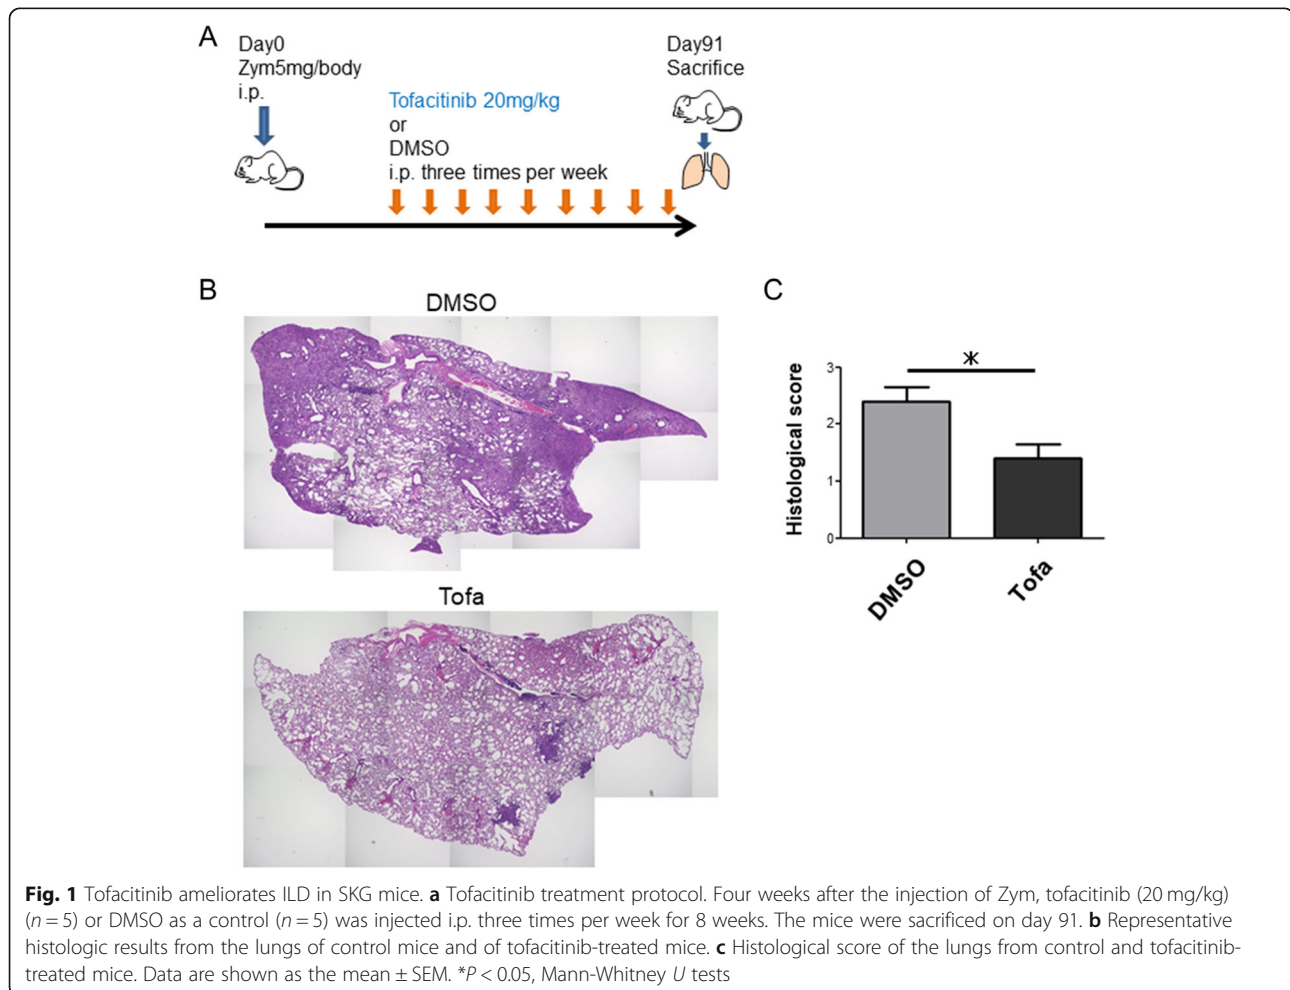 A
Day0
Zym5mg/body
i.p.
Tofacitinib 20mg/kg
or
DMSO
i.p. three times per week
Day91
Sacrifice
B
DMSO
Tofa
C
Histological score
3
2
1
0
*
DMSO
Tofa
Fig. 1 Tofacitinib ameliorates ILD in SKG mice. a Tofacitinib treatment protocol. Four weeks after the injection of Zym, tofacitinib (20 mg/kg)
(n = 5) or DMSO as a control (n = 5) was injected i.p. three times per week for 8 weeks. The mice were sacrificed on day 91. b Representative
histologic results from the lungs of control mice and of tofacitinib-treated mice. c Histological score of the lungs from control and tofacitinib-
treated mice. Data are shown as the mean ± SEM. *P < 0.05, Mann-Whitney U tests